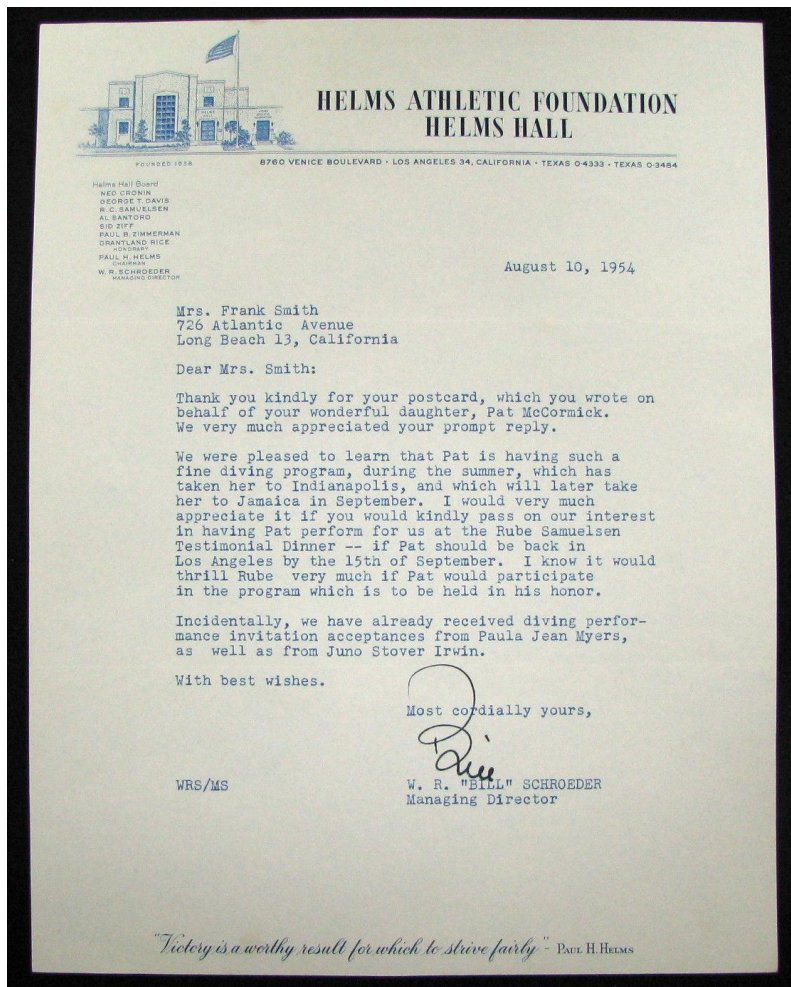 HELMS ATHLETIC FOUNDATION
HELMS HALL
FOUNDED 1936
8760 VENICE BOULEVARD • LOS ANGELES 34, CALIFORNIA • TEXAS 0-4333 • TEXAS 0-3484
Helms Hall Board
NED CRONIN
GEORGE T. DAVIS
R. C. SAMUELSEN
AL SANTORO
SID ZIFF
PAUL B. ZIMMERMAN
GRANTLAND RICE
HONORARY
PAUL H. HELMS
CHAIRMAN
W. R. SCHROEDER
MANAGING DIRECTOR
August 10, 1954
Mrs. Frank Smith
726 Atlantic Avenue
Long Beach 13, California
Dear Mrs. Smith:
Thank you kindly for your postcard, which you wrote on
behalf of your wonderful daughter, Pat McCormick.
We very much appreciated your prompt reply.
We were pleased to learn that Pat is having such a
fine diving program, during the summer, which has
taken her to Indianapolis, and which will later take
her to Jamaica in September. I would very much
appreciate it if you would kindly pass on our interest
in having Pat perform for us at the Rube Samuelsen
Testimonial Dinner -- if Pat should be back in
Los Angeles by the 15th of September. I know it would
thrill Rube very much if Pat would participate
in the program which is to be held in his honor.
Incidentally, we have already received diving perfor-
mance invitation acceptances from Paula Jean Myers,
as well as from Juno Stover Irwin.
With best wishes.
Most cordially yours,
Bill
WRS/MS
W. R. "BILL" SCHROEDER
Managing Director
"Victory is a worthy result for which to strive fairly" - PAUL H. HELMS